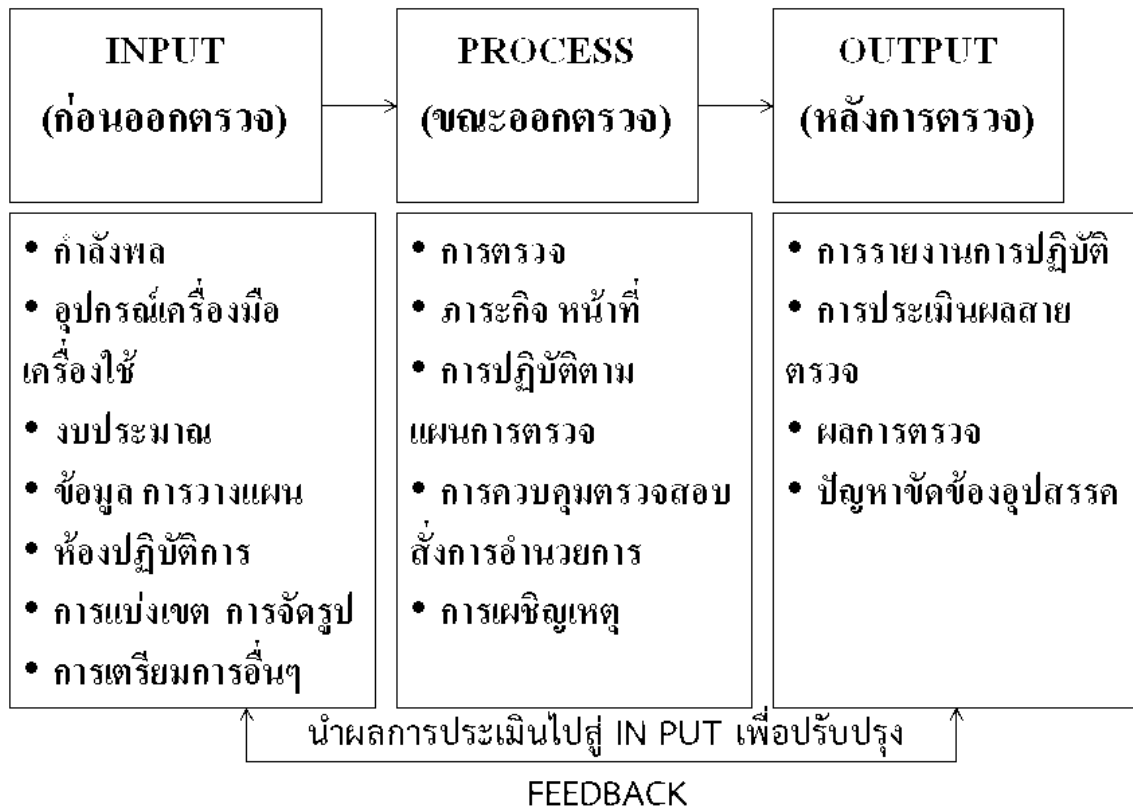 INPUT
(ก่อนออกตรวจ)
PROCESS
(ขณะออกตรวจ)
OUTPUT
(หลังการตรวจ)
• กำลังพล
• อุปกรณ์เครื่องมือ
เครื่องใช้
• งบประมาณ
• ข้อมูล การวางแผน
• ห้องปฏิบัติการ
• การแบ่งเขต การจัดรูป
• การเตรียมการอื่นๆ
• การตรวจ
• ภาระกิจ หน้าที่
• การปฏิบัติตาม
แผนการตรวจ
• การควบคุมตรวจสอบ
สั่งการอำนวยการ
• การเผชิญเหตุ
• การรายงานการปฏิบัติ
• การประเมินผลสาย
ตรวจ
• ผลการตรวจ
• ปัญหาขัดข้องอุปสรรค
นำผลการประเมินไปสู่ IN PUT เพื่อปรับปรุง
FEEDBACK